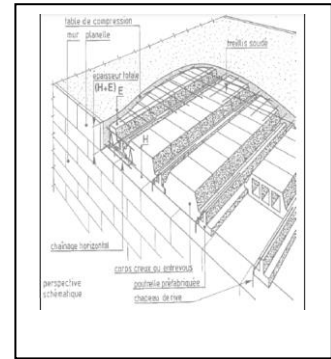 table de compression
mur planelle
treillis soudé
épaisseur totale
(H+E)
E
H
chaînage horizontal
corps creux ou entrevous
poutrelle préfabriquée
chapeau de rive
perspective
schématique